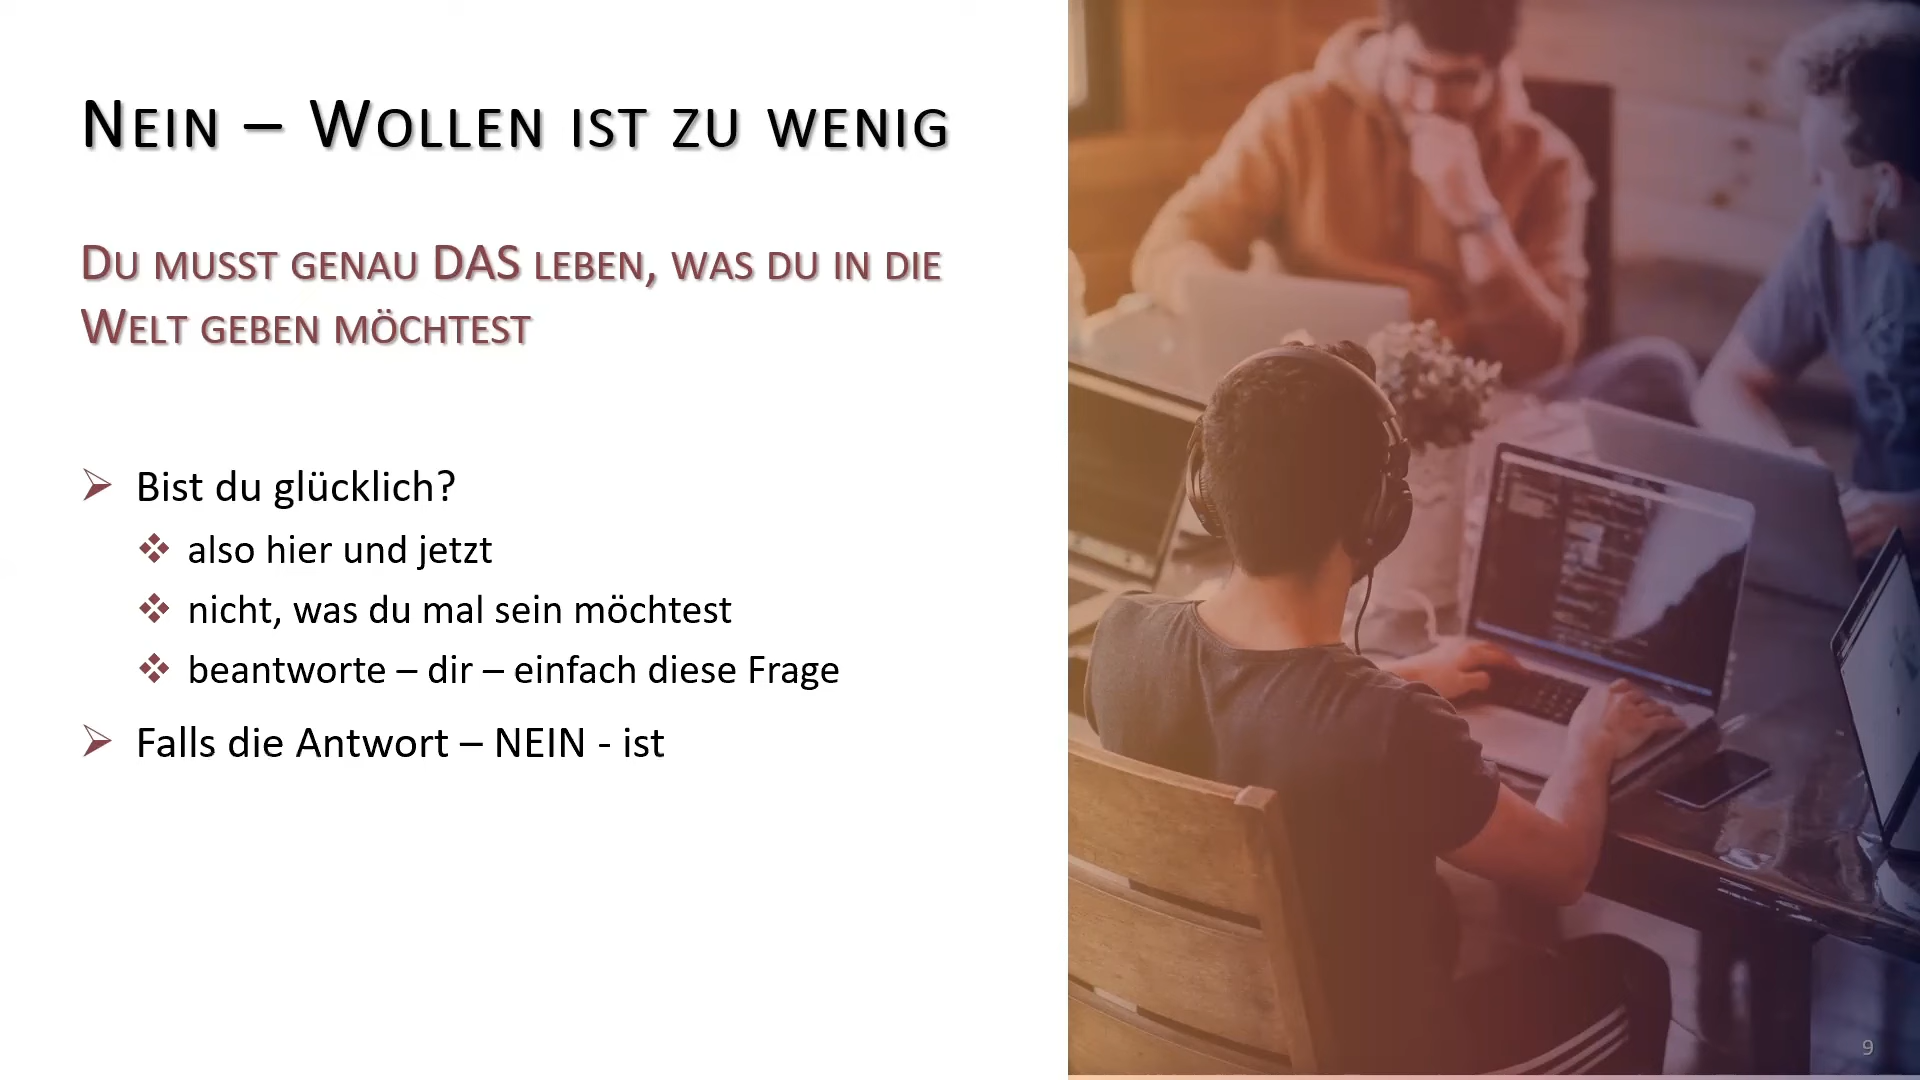 Nein – Wollen ist zu wenig
Du musst genau DAS leben, was du in die
Welt geben möchtest
Bist du glücklich?
also hier und jetzt
nicht, was du mal sein möchtest
beantworte – dir – einfach diese Frage
Falls die Antwort – NEIN - ist
9